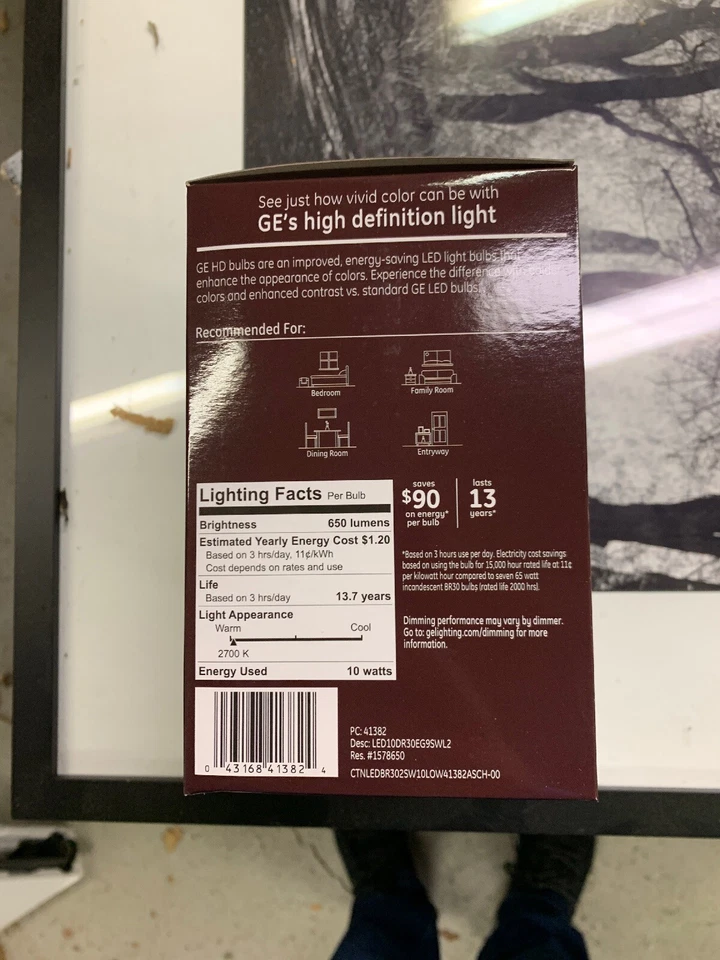 See just how vivid color can be with
GE's high definition light
GE HD bulbs are an improved, energy-saving LED light bulbs that
enhance the appearance of colors. Experience the difference with
colors and enhanced contrast vs. standard GE LED bulbs.
Recommended For:
Bedroom
Family Room
Dining Room
Entryway
Lighting Facts Per Bulb
Brightness 650 lumens
Estimated Yearly Energy Cost $1.20
Based on 3 hrs/day, 11¢/kWh
Cost depends on rates and use
Life
Based on 3 hrs/day 13.7 years
Light Appearance
Warm Cool
2700 K
Energy Used 10 watts
saves
$90
on energy*
per bulb
lasts
13
years*
*Based on 3 hours use per day. Electricity cost savings
based on using the bulb for 15,000 hour rated life at 11¢
per kilowatt hour compared to seven 65 watt
incandescent BR30 bulbs (rated life 2000 hrs).
Dimming performance may vary by dimmer.
Go to: gelighting.com/dimming for more
information.
0 43168 41382 4
PC: 41382
Desc: LED10DR30EG9SWL2
Res. #1578650
CTNLEDBR302SW10LOW41382ASCH-00